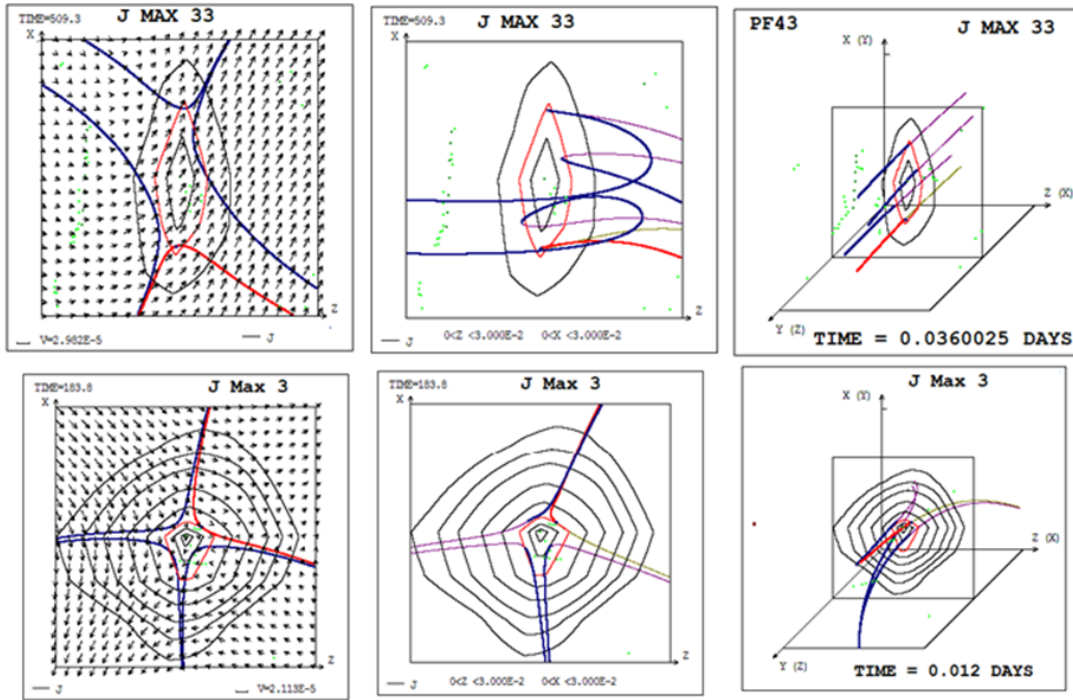 TIME=509.3 J MAX 33
X
Z
V=2.982E-5 J
TIME=509.3 J MAX 33
X
Z
J 0<Z <3.000E-2 0<X <3.000E-2
PF43 J MAX 33
X (Y)
Z (X)
Y (Z)
TIME = 0.0360025 DAYS
TIME=183.8 J Max 3
X
Z
J V=2.113E-5
TIME=183.8 J Max 3
X
Z
J 0<Z <3.000E-2 0<X <3.000E-2
J Max 3
X (Y)
Z (X)
Y (Z)
TIME = 0.012 DAYS